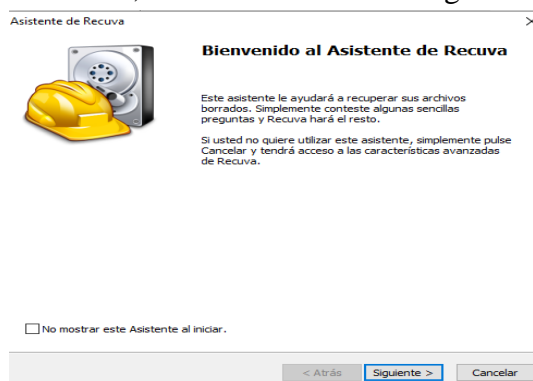 Asistente de Recuva
Bienvenido al Asistente de Recuva
Este asistente le ayudará a recuperar sus archivos
borrados. Simplemente conteste algunas sencillas
preguntas y Recuva hará el resto.
Si usted no quiere utilizar este asistente, simplemente pulse
Cancelar y tendrá acceso a las características avanzadas
de Recuva.
No mostrar este Asistente al iniciar.
< Atrás Siguiente > Cancelar